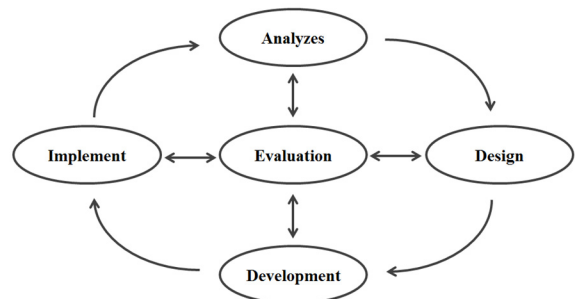 Analyzes
Implement
Evaluation
Design
Development